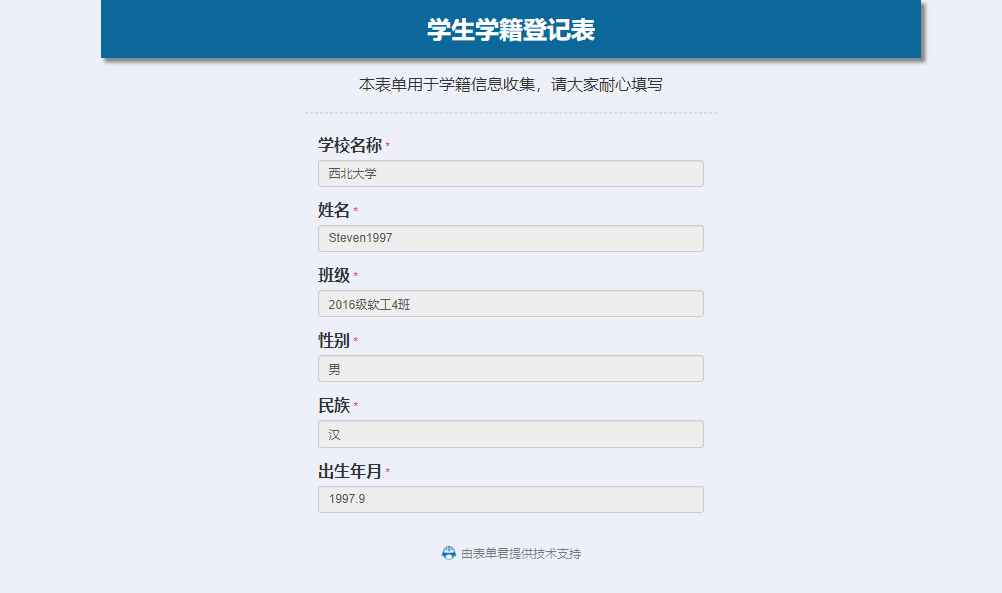 学生学籍登记表
本表单用于学籍信息收集，请大家耐心填写
学校名称*
西北大学
姓名*
Steven1997
班级*
2016级软工4班
性别*
男
民族*
汉
出生年月*
1997.9
由表单君提供技术支持